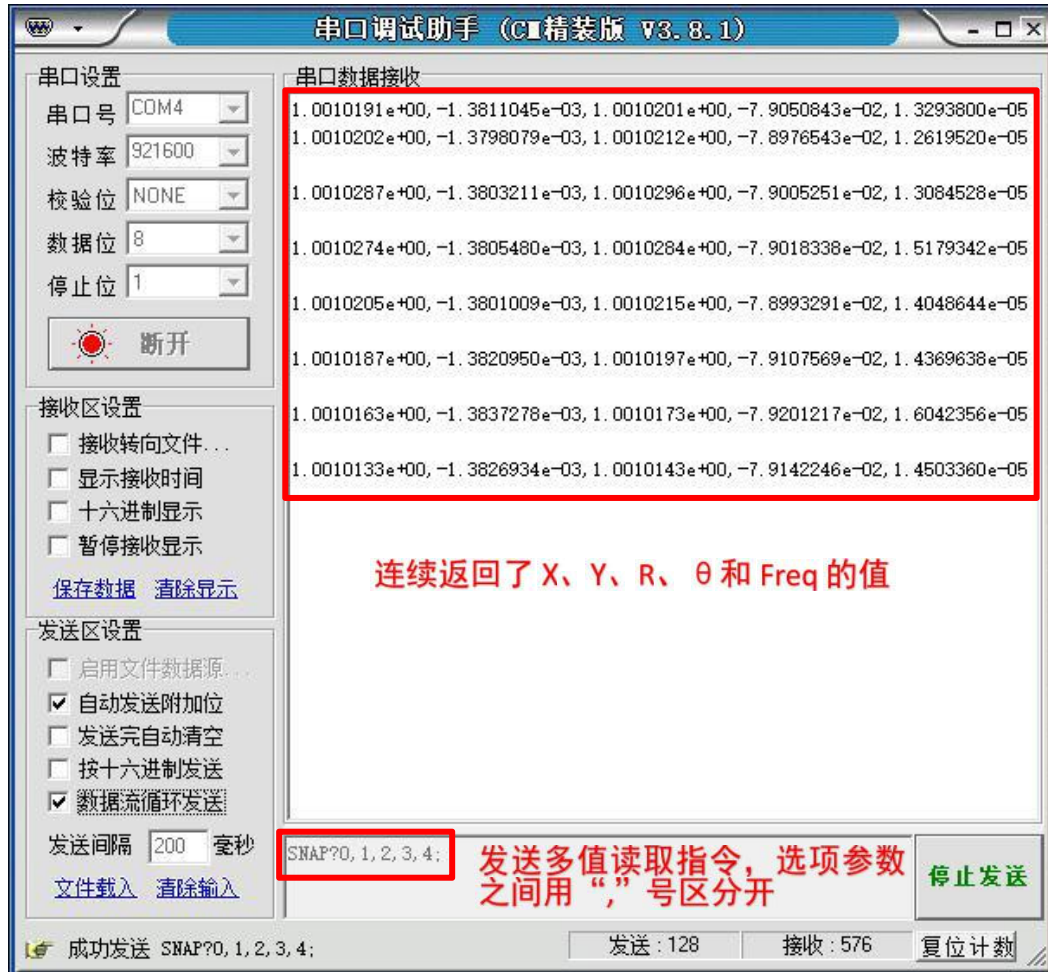 串口调试助手 (CM精装版 V3.8.1)
串口设置
串口号 COM4
波特率 921600
校验位 NONE
数据位 8
停止位 1
断开
接收区设置
接收转向文件...
显示接收时间
十六进制显示
暂停接收显示
保存数据 清除显示
发送区设置
启用文件数据源...
自动发送附加位
发送完自动清空
按十六进制发送
数据流循环发送
发送间隔 200 毫秒
文件载入 清除输入
串口数据接收
1.0010191e+00,-1.3811045e-03,1.0010201e+00,-7.9050843e-02,1.3293800e-05
1.0010202e+00,-1.3798079e-03,1.0010212e+00,-7.8976543e-02,1.2619520e-05
1.0010287e+00,-1.3803211e-03,1.0010296e+00,-7.9005251e-02,1.3084528e-05
1.0010274e+00,-1.3805480e-03,1.0010284e+00,-7.9018338e-02,1.5179342e-05
1.0010205e+00,-1.3801009e-03,1.0010215e+00,-7.8993291e-02,1.4048644e-05
1.0010187e+00,-1.3820950e-03,1.0010197e+00,-7.9107569e-02,1.4369638e-05
1.0010163e+00,-1.3837278e-03,1.0010173e+00,-7.9201217e-02,1.6042356e-05
1.0010133e+00,-1.3826934e-03,1.0010143e+00,-7.9142246e-02,1.4503360e-05
连续返回了 X、Y、R、θ和 Freq 的值
SNAP?0,1,2,3,4;
发送多值读取指令，选项参数
之间用“,”号区分开
停止发送
成功发送 SNAP?0,1,2,3,4;
发送:128
接收:576
复位计数